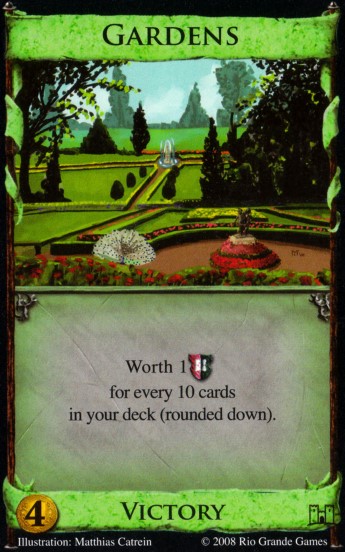 GARDENS
Worth 1
for every 10 cards
in your deck (rounded down).
4
VICTORY
Illustration: Matthias Catrein © 2008 Rio Grande Games